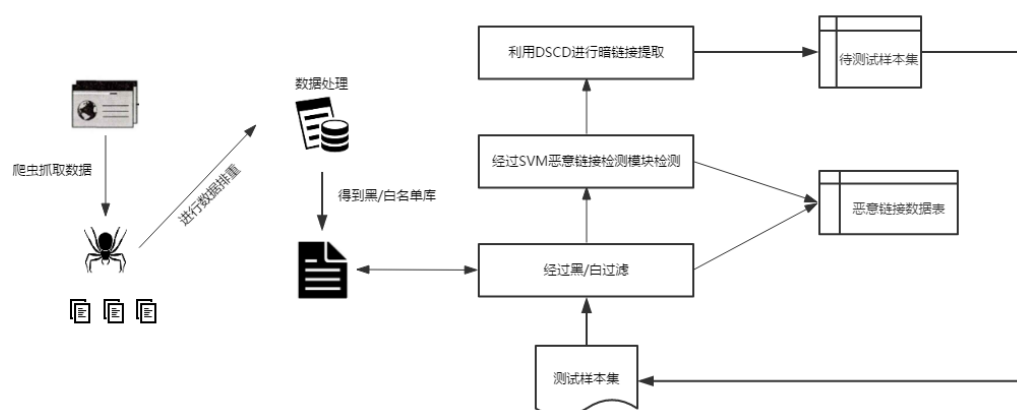 利用DSCD进行暗链接提取
待测试样本集
数据处理
爬虫抓取数据
进行数据排重
经过SVM恶意链接检测模块检测
得到黑/白名单库
恶意链接数据表
经过黑/白过滤
测试样本集